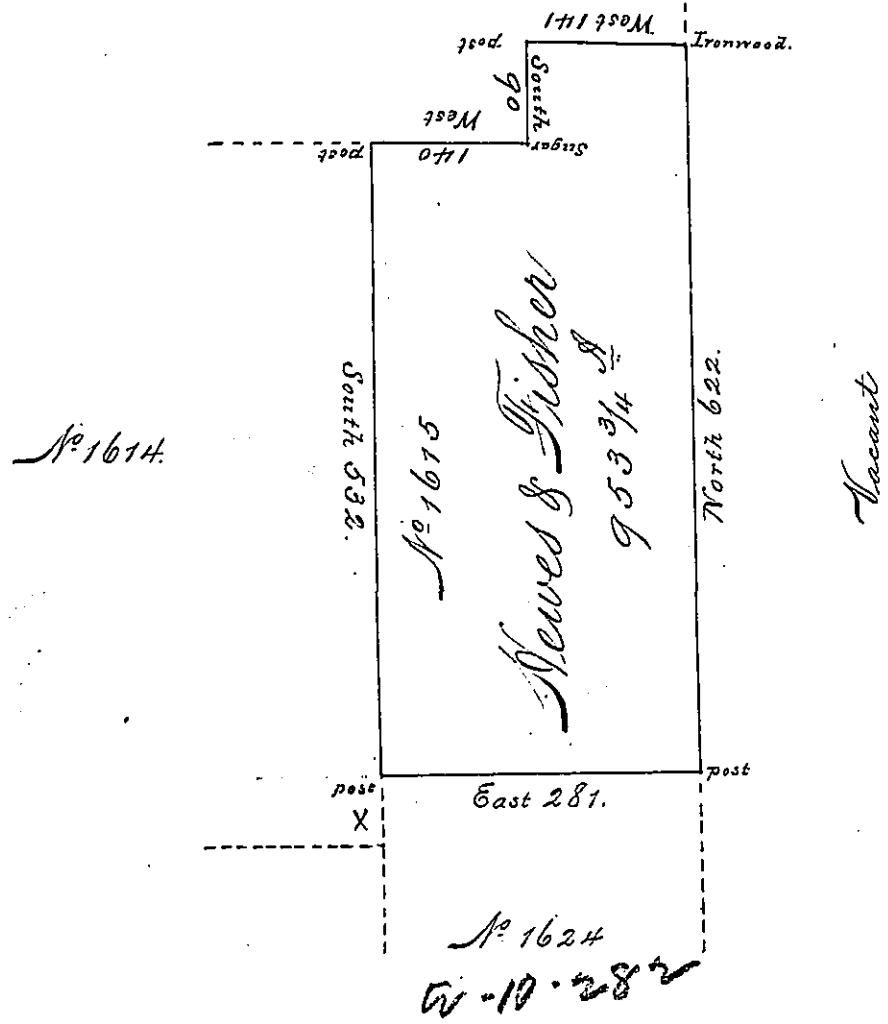 West 141
post
Ironwood.
South
90
West
140
Sugar
post
South 532.
No 1615
Newes & Fisher
953 3/4 A
North 622.
Vacant
No 1614.
post
East 281.
post
X
No 1624